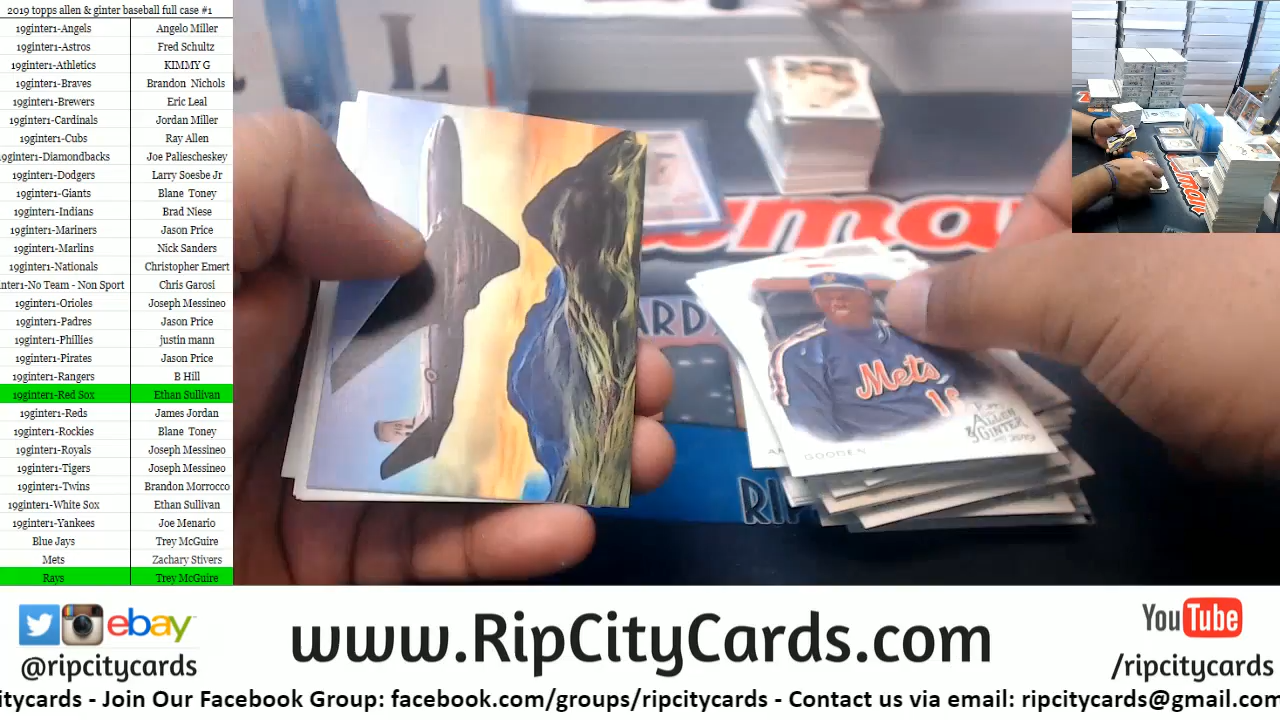 2019 topps allen & ginter baseball full case #1
19ginter1-Angels Angelo Miller
19ginter1-Astros Fred Schultz
19ginter1-Athletics KIMMY G
19ginter1-Braves Brandon Nichols
19ginter1-Brewers Eric Leal
19ginter1-Cardinals Jordan Miller
19ginter1-Cubs Ray Allen
9ginter1-Diamondbacks Joe Paliescheskey
19ginter1-Dodgers Larry Soesbe Jr
19ginter1-Giants Blane Toney
19ginter1-Indians Brad Niese
19ginter1-Mariners Jason Price
19ginter1-Marlins Nick Sanders
19ginter1-Nationals Christopher Emert
nter1-No Team - Non Sport Chris Garosi
19ginter1-Orioles Joseph Messineo
19ginter1-Padres Jason Price
19ginter1-Phillies justin mann
19ginter1-Pirates Jason Price
19ginter1-Rangers B Hill
19ginter1-Red Sox Ethan Sullivan
19ginter1-Reds James Jordan
19ginter1-Rockies Blane Toney
19ginter1-Royals Joseph Messineo
19ginter1-Tigers Joseph Messineo
19ginter1-Twins Brandon Morrocco
19ginter1-White Sox Ethan Sullivan
19ginter1-Yankees Joe Menario
Blue Jays Trey McGuire
Mets Zachary Stivers
Rays Trey McGuire
ARD
Mets
Topps
ALLEN
& GINTER
GOODEN
RI
ebay
@ripcitycards
www.RipCityCards.com
YouTube
/ripcitycards
citycards - Join Our Facebook Group: facebook.com/groups/ripcitycards - Contact us via email: ripcitycards@gmail.com